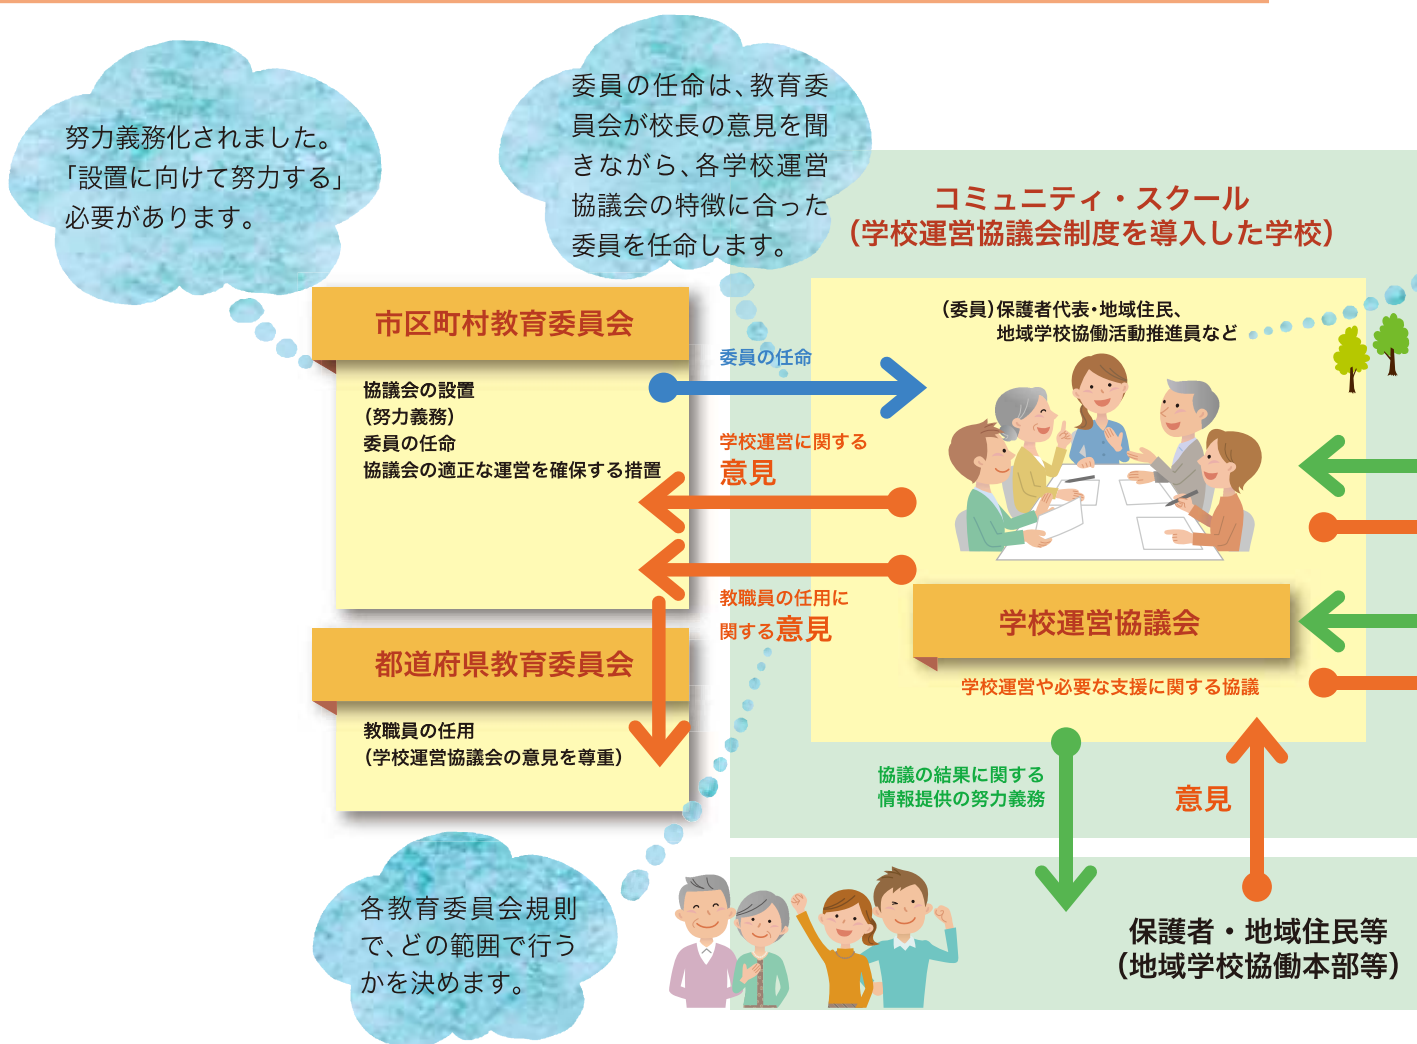 努力義務化されました。
「設置に向けて努力する」
必要があります。
委員の任命は、教育委
員会が校長の意見を聞
きながら、各学校運営
協議会の特徴に合った
委員を任命します。
コミュニティ・スクール
（学校運営協議会制度を導入した学校）
市区町村教育委員会
協議会の設置
（努力義務）
委員の任命
協議会の適正な運営を確保する措置
委員の任命
学校運営に関する
意見
教職員の任用に
関する意見
（委員）保護者代表・地域住民、
地域学校協働活動推進員など
学校運営協議会
学校運営や必要な支援に関する協議
都道府県教育委員会
教職員の任用
（学校運営協議会の意見を尊重）
協議の結果に関する
情報提供の努力義務
意見
各教育委員会規則
で、どの範囲で行う
かを決めます。
保護者・地域住民等
（地域学校協働本部等）